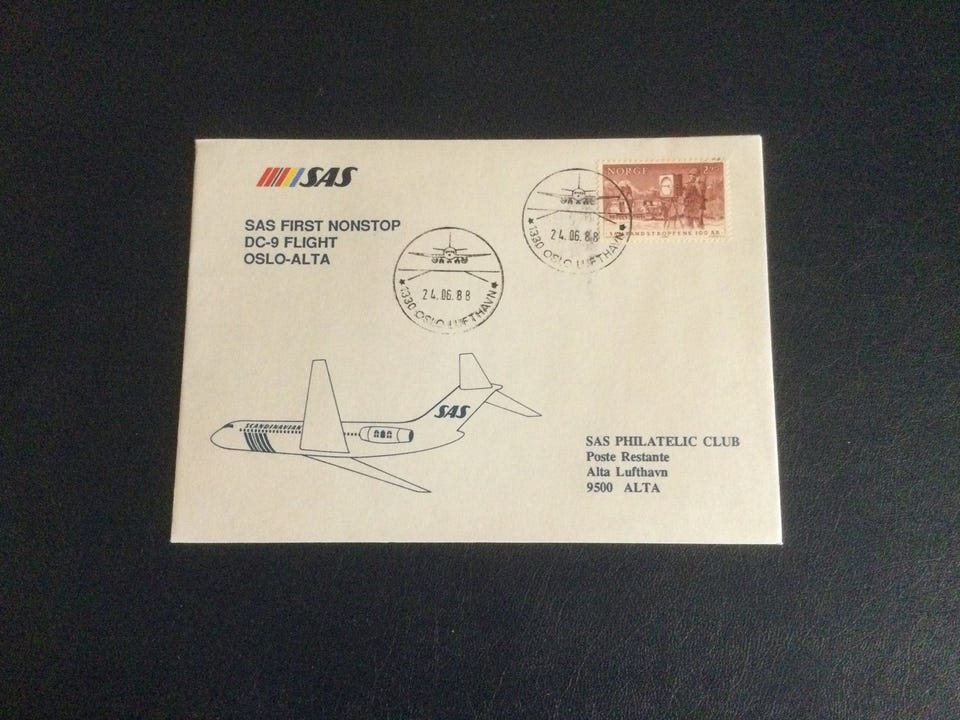 SAS
SAS FIRST NONSTOP
DC-9 FLIGHT
OSLO-ALTA
24.06.88
1330 OSLO LUFTHAVN
24.06.88
1330 OSLO LUFTHAVN
NORGE
SCANDINAVIAN
SAS
SAS PHILATELIC CLUB
Poste Restante
Alta Lufthavn
9500 ALTA